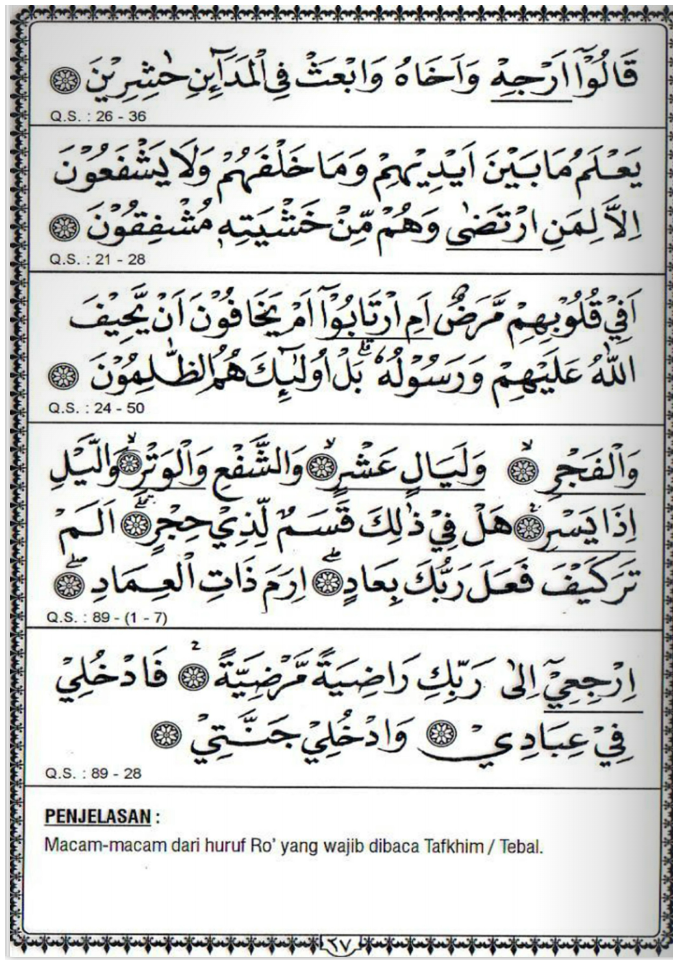 قَالُوْٓا اَرْجِهْ وَاَخَاهُ وَابْعَثْ فِى الْمَدَآىِٕنِ حٰشِرِيْنَ ۝
Q.S. : 26 - 36
يَعْلَمُ مَا بَيْنَ اَيْدِيْهِمْ وَمَا خَلْفَهُمْ وَلَا يَشْفَعُوْنَ
اِلَّا لِمَنِ ارْتَضٰى وَهُمْ مِّنْ خَشْيَتِهٖ مُشْفِقُوْنَ ۝
Q.S. : 21 - 28
اَفِيْ قُلُوْبِهِمْ مَّرَضٌ اَمِ ارْتَابُوْٓا اَمْ يَخَافُوْنَ اَنْ يَّحِيْفَ
اللّٰهُ عَلَيْهِمْ وَرَسُوْلُهٗ ۗ بَلْ اُولٰۤىِٕكَ هُمُ الظّٰلِمُوْنَ ۝
Q.S. : 24 - 50
وَالْفَجْرِ ۝ۙ وَلَيَالٍ عَشْرٍ ۝ۙ وَالشَّفْعِ وَالْوَتْرِ ۝ۙ وَالَّيْلِ
اِذَا يَسْرِ ۝ۚ هَلْ فِيْ ذٰلِكَ قَسَمٌ لِّذِيْ حِجْرٍ ۝ۗ اَلَمْ
تَرَ كَيْفَ فَعَلَ رَبُّكَ بِعَادٍ ۝ۖ اِرَمَ ذَاتِ الْعِمَادِ ۝ۖ
Q.S. : 89 - (1 - 7)
اِرْجِعِيْٓ اِلٰى رَبِّكِ رَاضِيَةً مَّرْضِيَّةً ۝ۚ فَادْخُلِيْ
فِيْ عِبَادِيْ ۝ وَادْخُلِيْ جَنَّتِيْ ۝
Q.S. : 89 - 28
PENJELASAN :
Macam-macam dari huruf Ro' yang wajib dibaca Tafkhim / Tebal.
٢٧